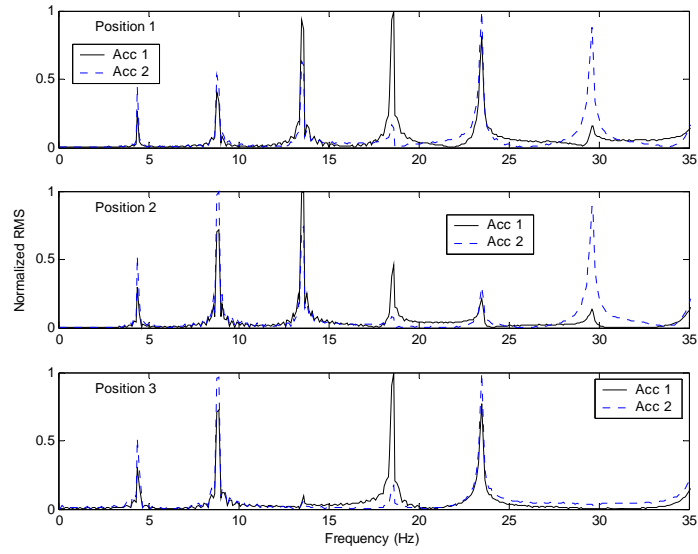 Position 1
Acc 1
Acc 2
1
0.5
0
0 5 10 15 20 25 30 35
Position 2
Acc 1
Acc 2
Normalized RMS
1
0.5
0
0 5 10 15 20 25 30 35
Position 3
Acc 1
Acc 2
1
0.5
0
0 5 10 15 20 25 30 35
Frequency (Hz)